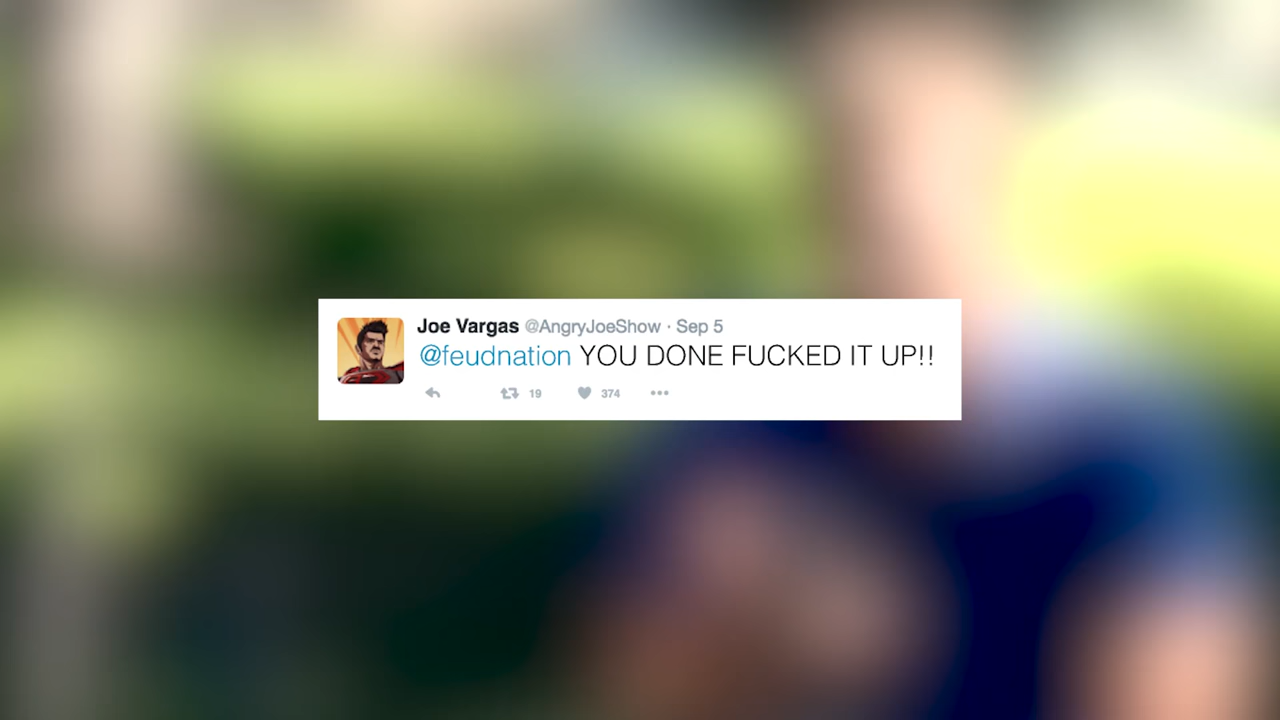 Joe Vargas @AngryJoeShow · Sep 5
@feudnation YOU DONE FUCKED IT UP!!
19 374